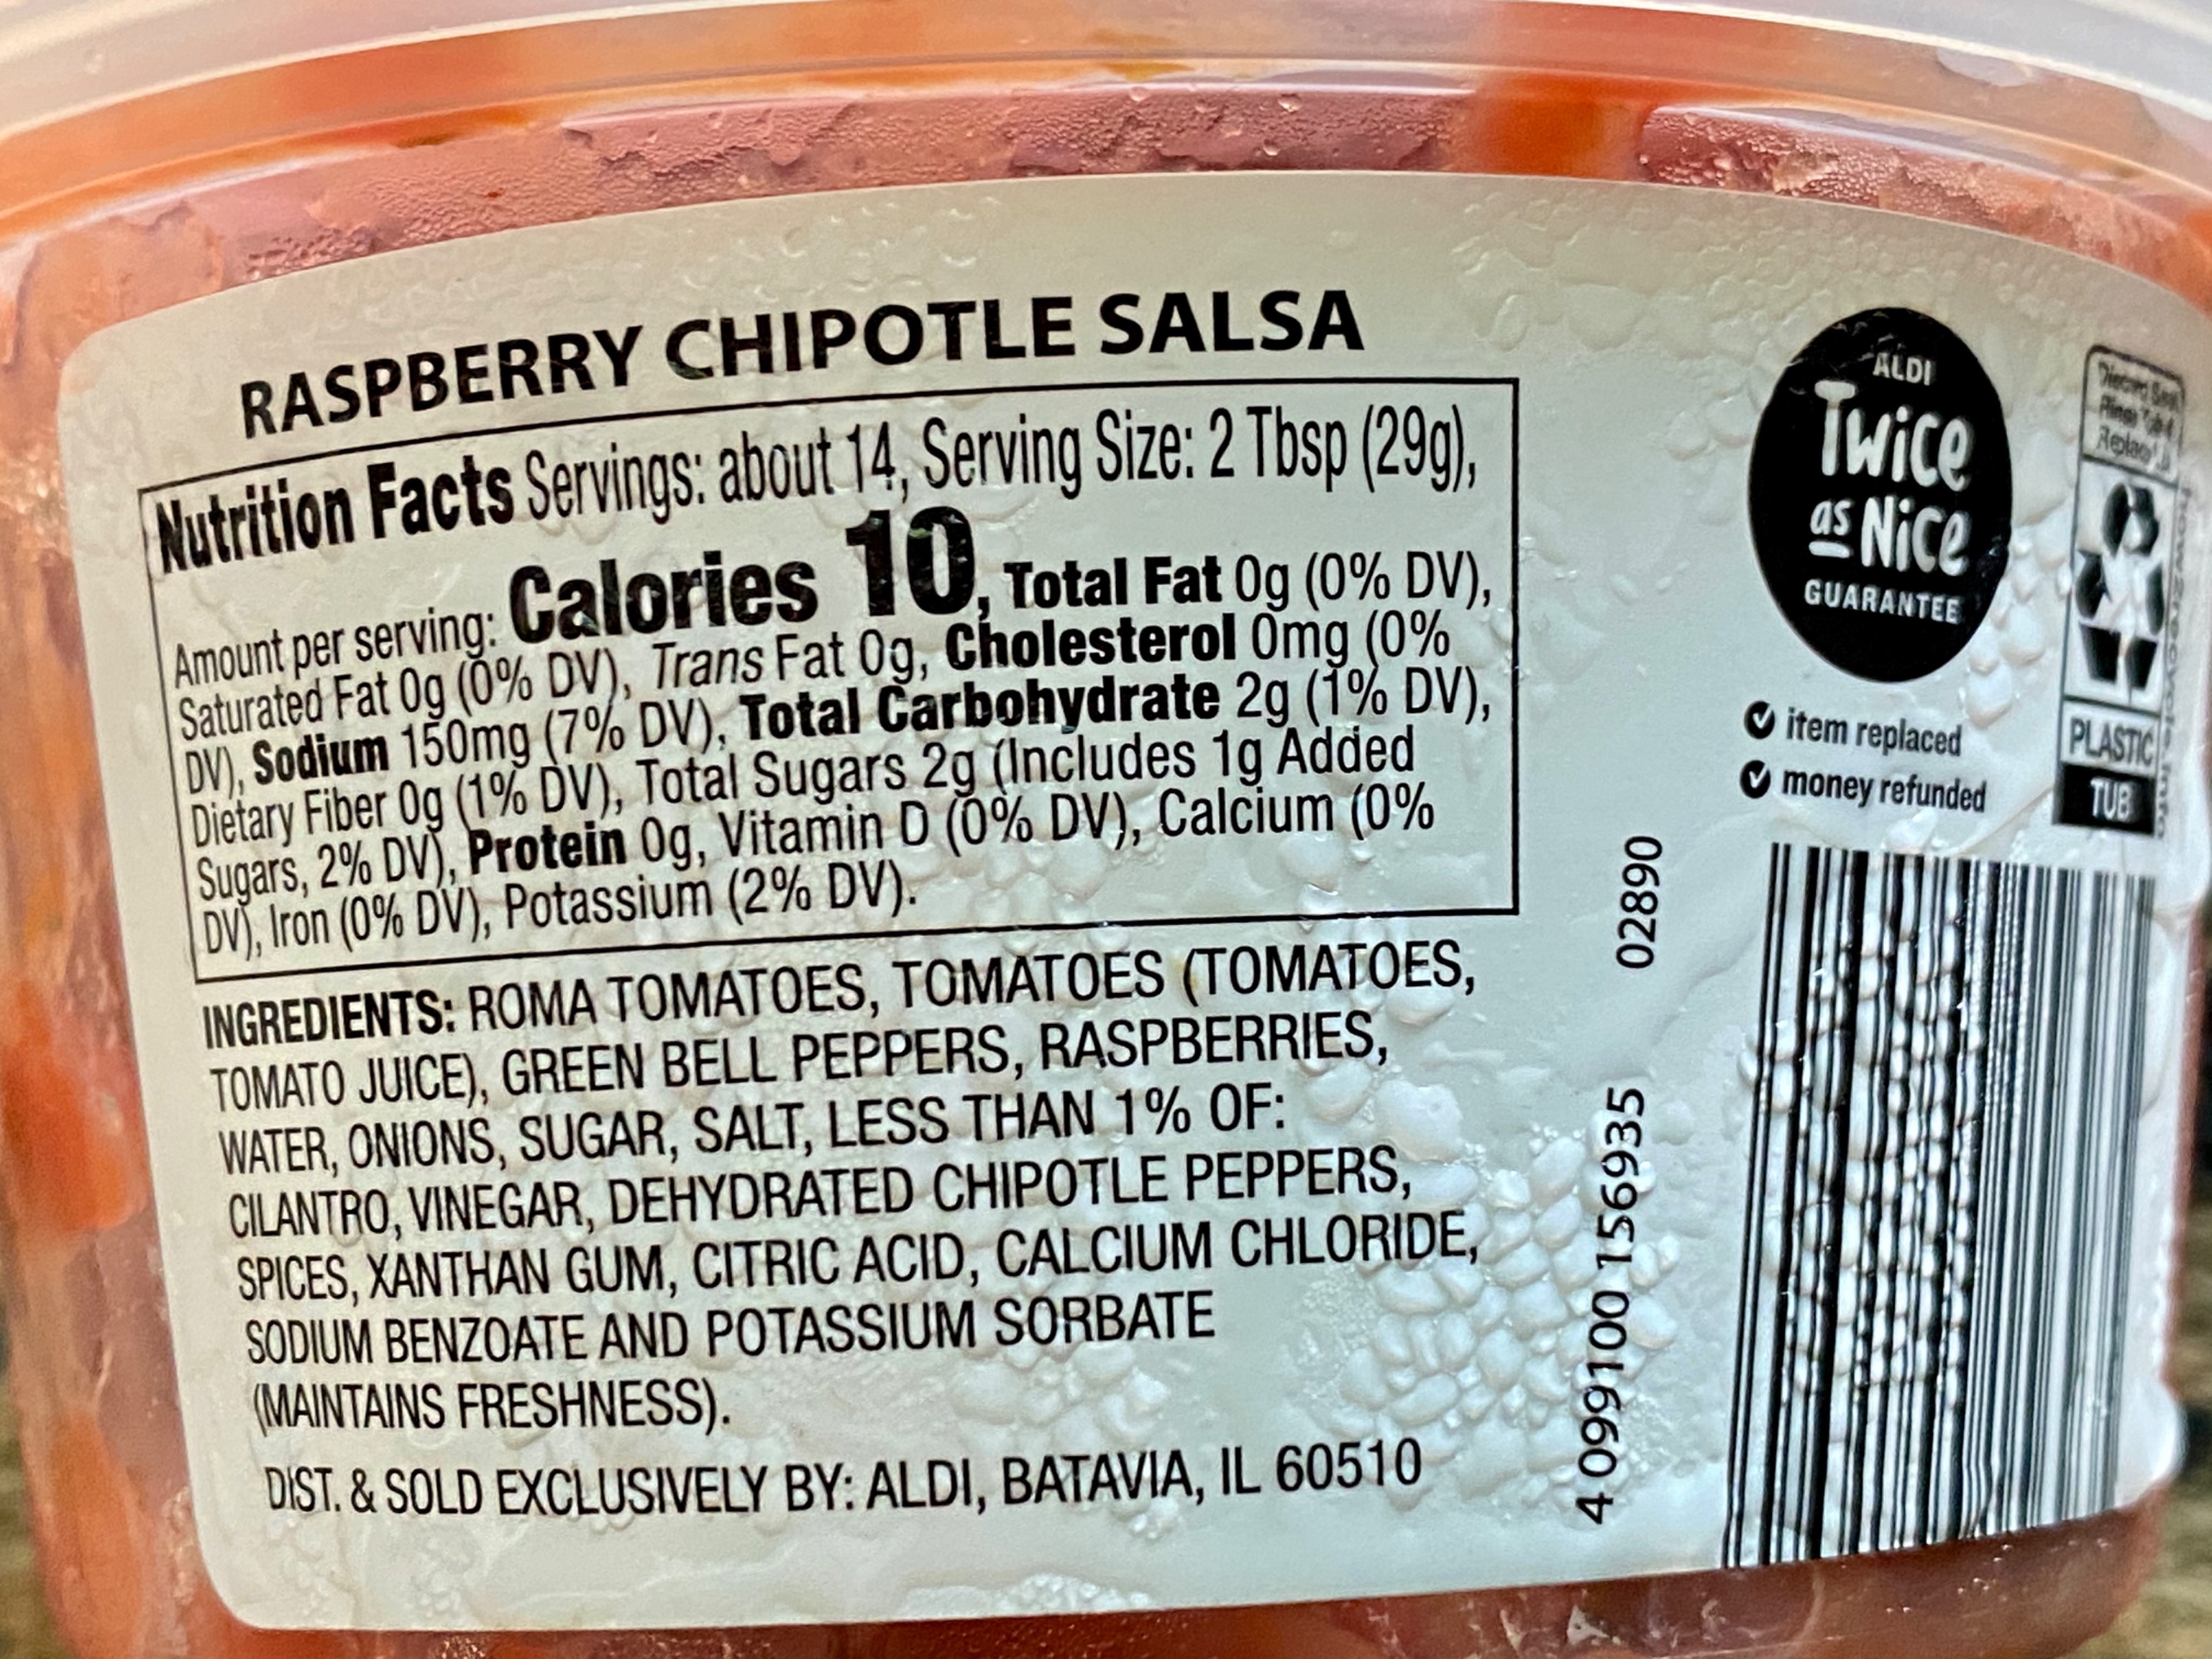 RASPBERRY CHIPOTLE SALSA
Nutrition Facts Servings: about 14, Serving Size: 2 Tbsp (29g),
Amount per serving: Calories 10, Total Fat 0g (0% DV),
Saturated Fat 0g (0% DV), Trans Fat 0g, Cholesterol 0mg (0%
DV), Sodium 150mg (7% DV), Total Carbohydrate 2g (1% DV),
Dietary Fiber 0g (1% DV), Total Sugars 2g (Includes 1g Added
Sugars, 2% DV), Protein 0g, Vitamin D (0% DV), Calcium (0%
DV), Iron (0% DV), Potassium (2% DV).
INGREDIENTS: ROMA TOMATOES, TOMATOES (TOMATOES,
TOMATO JUICE), GREEN BELL PEPPERS, RASPBERRIES,
WATER, ONIONS, SUGAR, SALT, LESS THAN 1% OF:
CILANTRO, VINEGAR, DEHYDRATED CHIPOTLE PEPPERS,
SPICES, XANTHAN GUM, CITRIC ACID, CALCIUM CHLORIDE,
SODIUM BENZOATE AND POTASSIUM SORBATE
(MAINTAINS FRESHNESS).
DIST. & SOLD EXCLUSIVELY BY: ALDI, BATAVIA, IL 60510
ALDI
Twice
as Nice
GUARANTEE
item replaced
money refunded
PLASTIC
TUB
02890
4 099100 156935